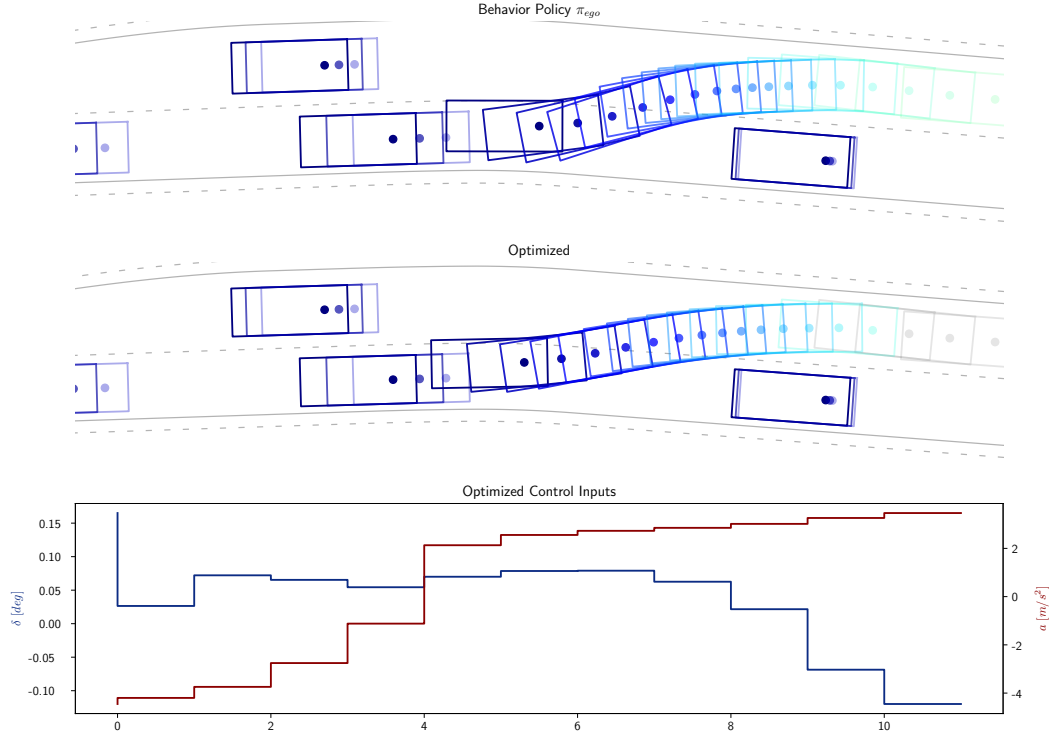 Behavior Policy π_ego
Optimized
Optimized Control Inputs
0.15
0.10
0.05
0.00
-0.05
-0.10
δ [deg]
2
0
-2
-4
a [m/s²]
0 2 4 6 8 10